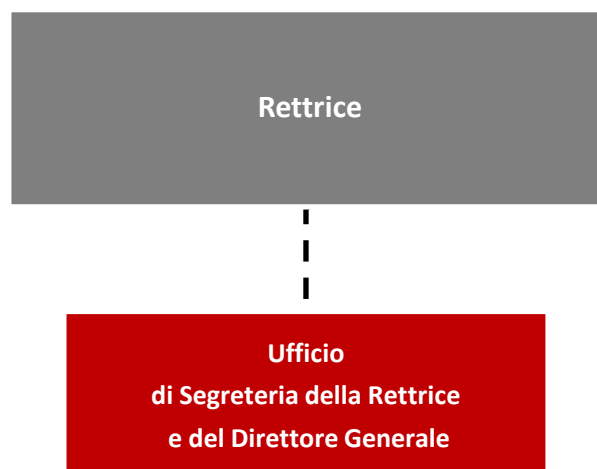 Rettrice
Ufficio
di Segreteria della Rettrice
e del Direttore Generale